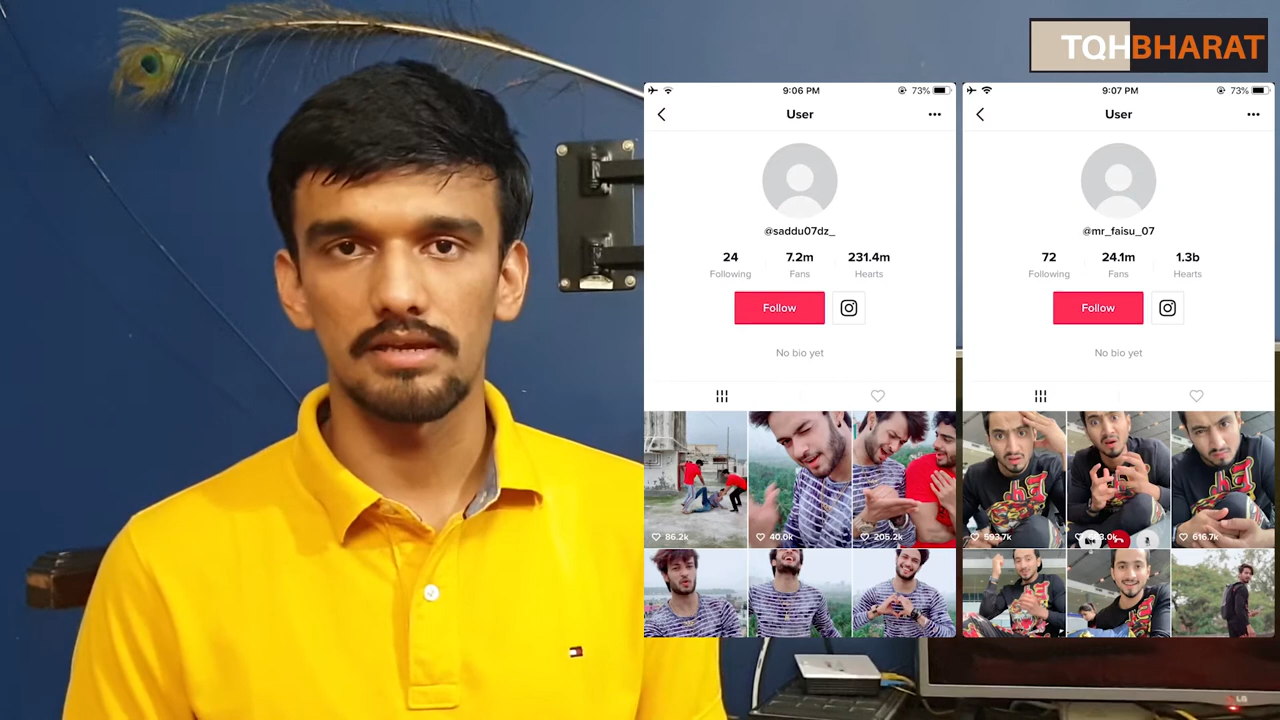 TQHBHARAT
9:06 PM
73%
User
@saddu07dz_
24 7.2m 231.4m
Following Fans Hearts
Follow
No bio yet
86.2k 40.0k 205.2k
9:07 PM
73%
User
@mr_faisu_07
72 24.1m 1.3b
Following Fans Hearts
Follow
No bio yet
593.7k 616.7k
LG